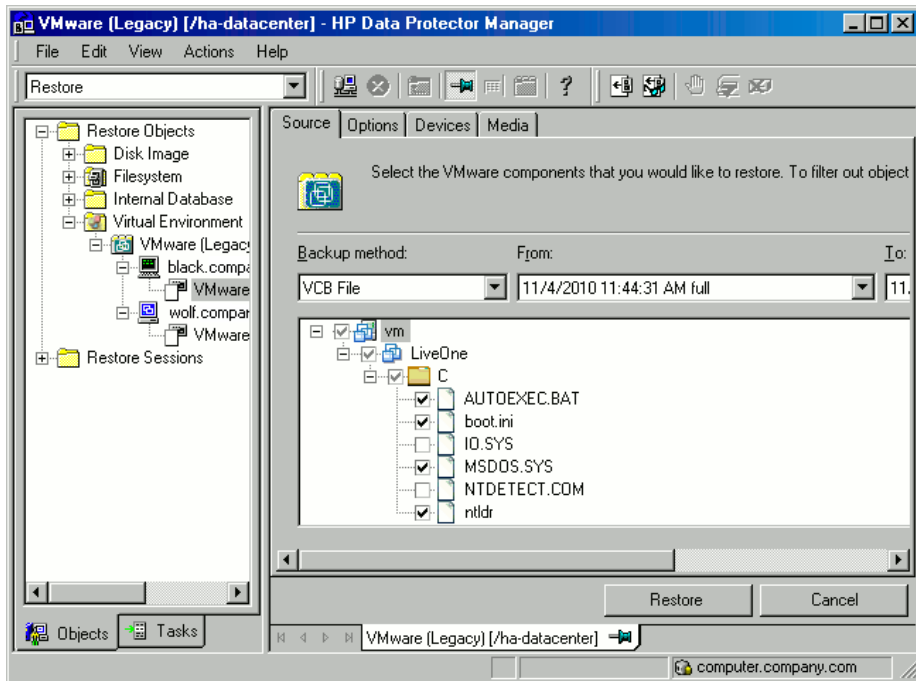 VMware (Legacy) [/ha-datacenter] - HP Data Protector Manager
File Edit View Actions Help
Restore
?
Restore Objects
Disk Image
Filesystem
Internal Database
Virtual Environment
VMware (Legacy
black.compa
VMware
wolf.compar
VMware
Restore Sessions
Objects Tasks
Source Options Devices Media
Select the VMware components that you would like to restore. To filter out object
Backup method: From: To:
VCB File 11/4/2010 11:44:31 AM full 11.
vm
LiveOne
C
AUTOEXEC.BAT
boot.ini
IO.SYS
MSDOS.SYS
NTDETECT.COM
ntldr
Restore Cancel
VMware (Legacy) [/ha-datacenter]
computer.company.com